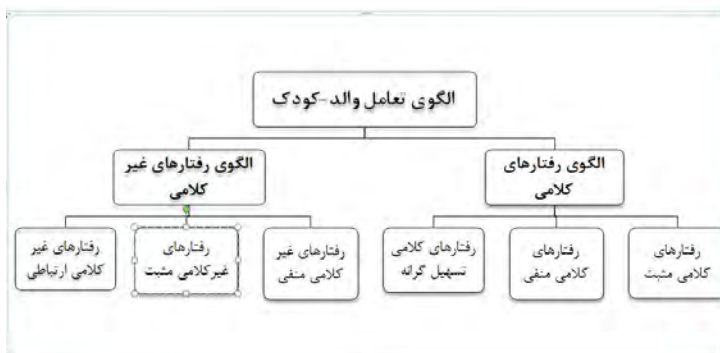 الگوی تعامل والد-کودک
الگوی رفتارهای
کلامی
الگوی رفتارهای غیر
کلامی
رفتارهای
کلامی مثبت
رفتارهای
کلامی منفی
رفتارهای کلامی
تسهیل گرانه
رفتارهای غیر
کلامی منفی
رفتارهای
غیرکلامی مثبت
رفتارهای غیر
کلامی ارتباطی